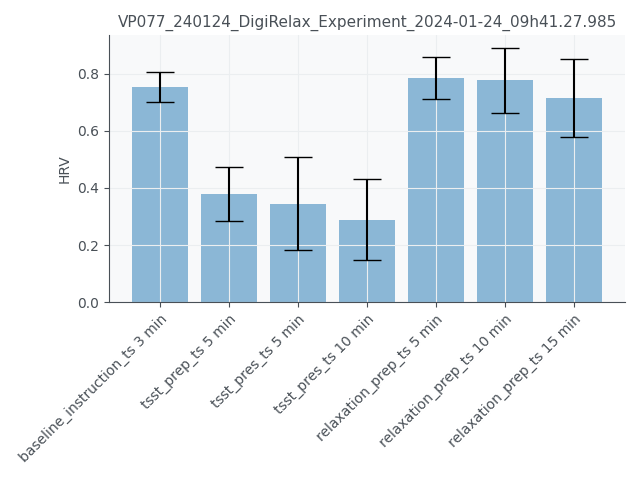 VP077_240124_DigiRelax_Experiment_2024-01-24_09h41.27.985
HRV
0.8
0.6
0.4
0.2
0.0
baseline_instruction_ts 3 min
tsst_prep_ts 5 min
tsst_pres_ts 5 min
tsst_pres_ts 10 min
relaxation_prep_ts 5 min
relaxation_prep_ts 10 min
relaxation_prep_ts 15 min